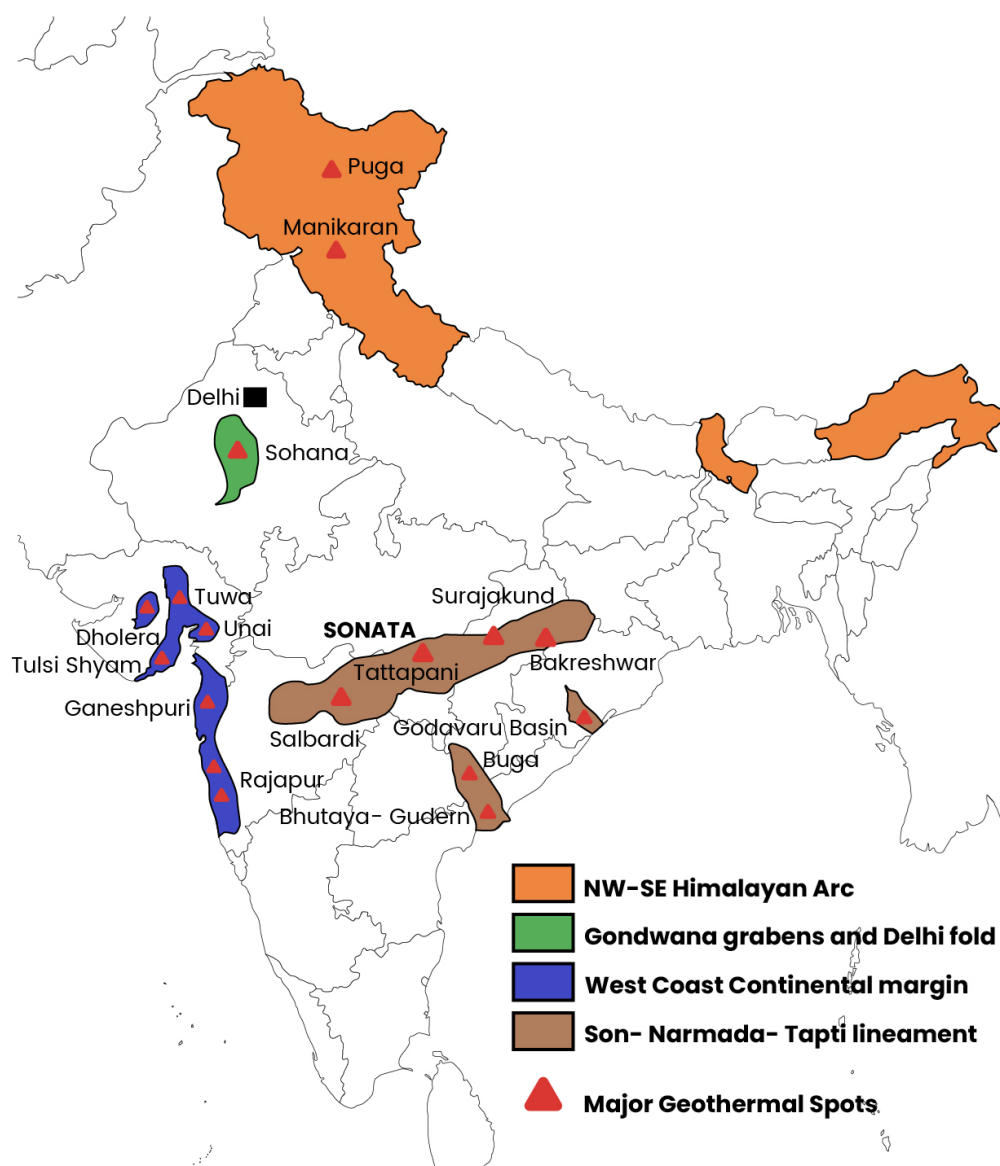 Puga
Manikaran
Delhi
Sohana
Tuwa
Dholera
Unai
Tulsi Shyam
Ganeshpuri
Rajapur
Surajakund
SONATA
Bakreshwar
Tattapani
Salbardi
Godavaru Basin
Buga
Bhutaya- Gudern
NW-SE Himalayan Arc
Gondwana grabens and Delhi fold
West Coast Continental margin
Son- Narmada- Tapti lineament
Major Geothermal Spots